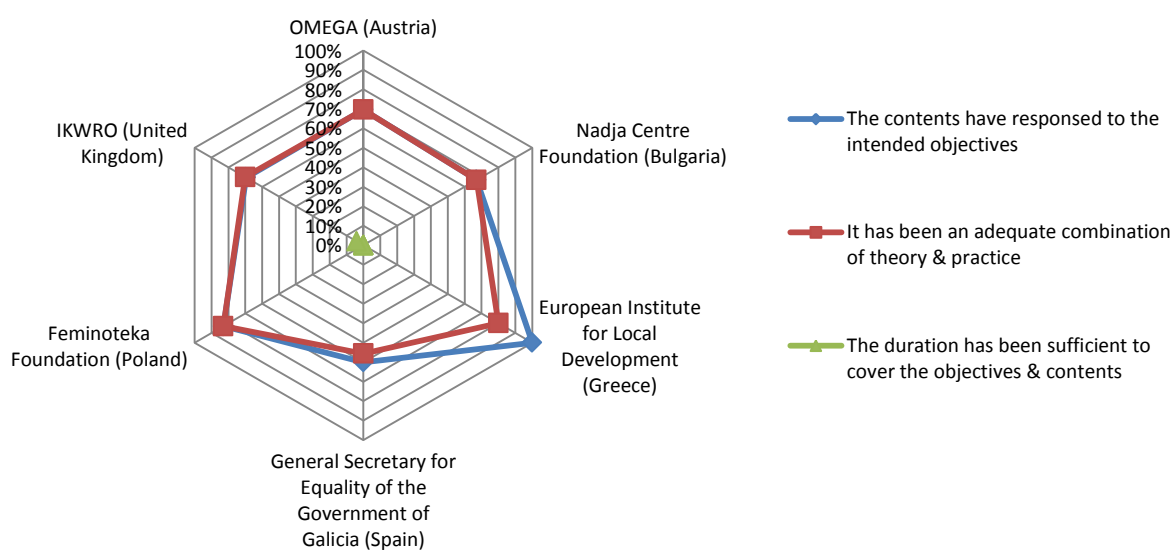 OMEGA (Austria)
100%
90%
80%
70%
60%
50%
40%
30%
20%
10%
0%
Nadja Centre
Foundation (Bulgaria)
European Institute
for Local
Development
(Greece)
General Secretary for
Equality of the
Government of
Galicia (Spain)
Feminoteka
Foundation (Poland)
IKWRO (United
Kingdom)
The contents have responsed to the
intended objectives
It has been an adequate combination
of theory & practice
The duration has been sufficient to
cover the objectives & contents